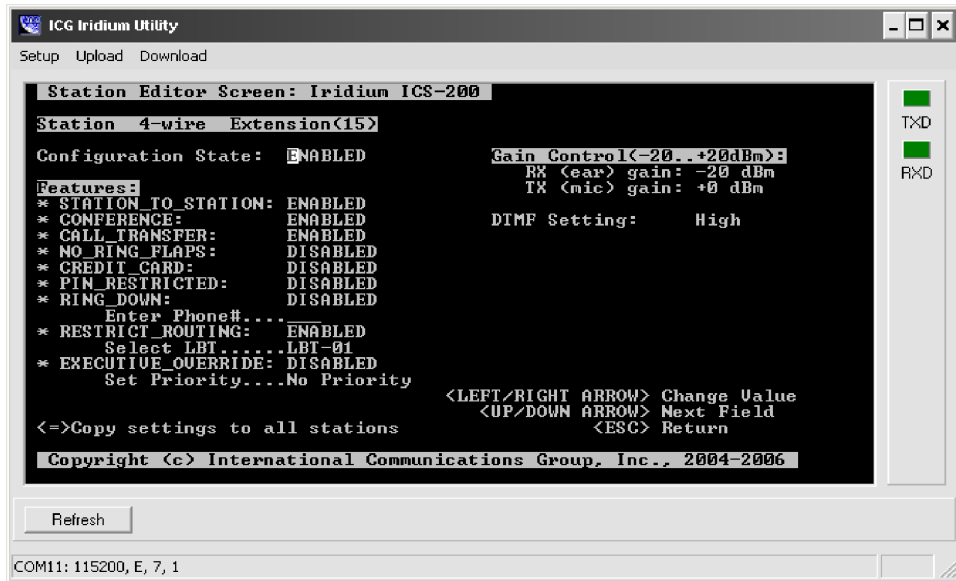 ICG Iridium Utility
Setup Upload Download
Station Editor Screen: Iridium ICS-200
Station 4-wire Extension(15)
Configuration State: ENABLED
Gain Control(-20..+20dBm):
RX (ear) gain: -20 dBm
TX (mic) gain: +0 dBm
Features:
* STATION_TO_STATION: ENABLED
* CONFERENCE: ENABLED
DTMF Setting: High
* CALL_TRANSFER: ENABLED
* NO_RING_FLAPS: DISABLED
* CREDIT_CARD: DISABLED
* PIN_RESTRICTED: DISABLED
* RING_DOWN: DISABLED
Enter Phone#....___
* RESTRICT_ROUTING: ENABLED
Select LBT......LBT-01
* EXECUTIVE_OVERRIDE: DISABLED
Set Priority....No Priority
<LEFT/RIGHT ARROW> Change Value
<UP/DOWN ARROW> Next Field
<=>Copy settings to all stations
<ESC> Return
Copyright (c) International Communications Group, Inc., 2004-2006
TXD
RXD
Refresh
COM11: 115200, E, 7, 1